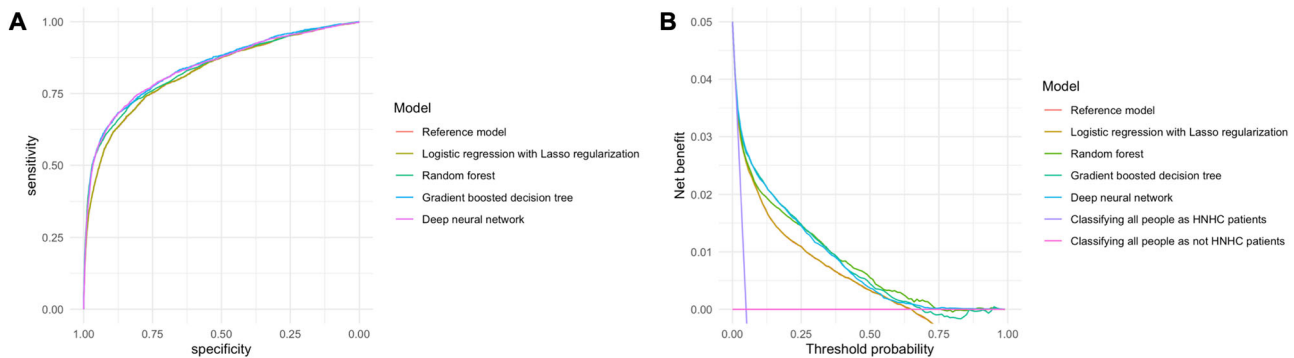 A
1.00
0.75
0.50
0.25
0.00
sensitivity
1.00
0.75
0.50
0.25
0.00
specificity
Model
Reference model
Logistic regression with Lasso regularization
Random forest
Gradient boosted decision tree
Deep neural network
B
0.05
0.04
0.03
0.02
0.01
0.00
Net benefit
0.00
0.25
0.50
0.75
1.00
Threshold probability
Model
Reference model
Logistic regression with Lasso regularization
Random forest
Gradient boosted decision tree
Deep neural network
Classifying all people as HNHC patients
Classifying all people as not HNHC patients